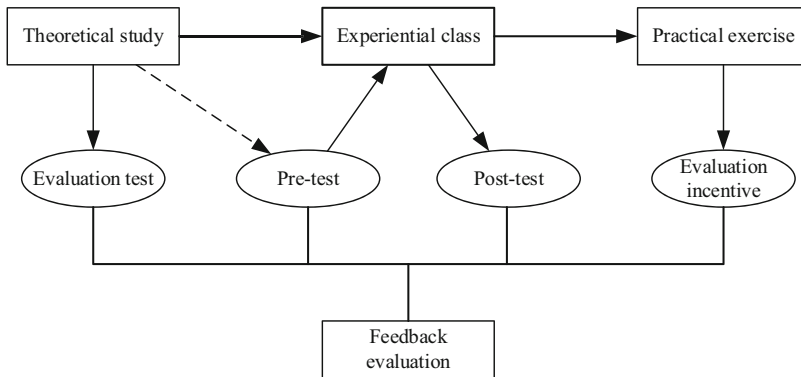 Theoretical study
Experiential class
Practical exercise
Evaluation test
Pre-test
Post-test
Evaluation
incentive
Feedback
evaluation